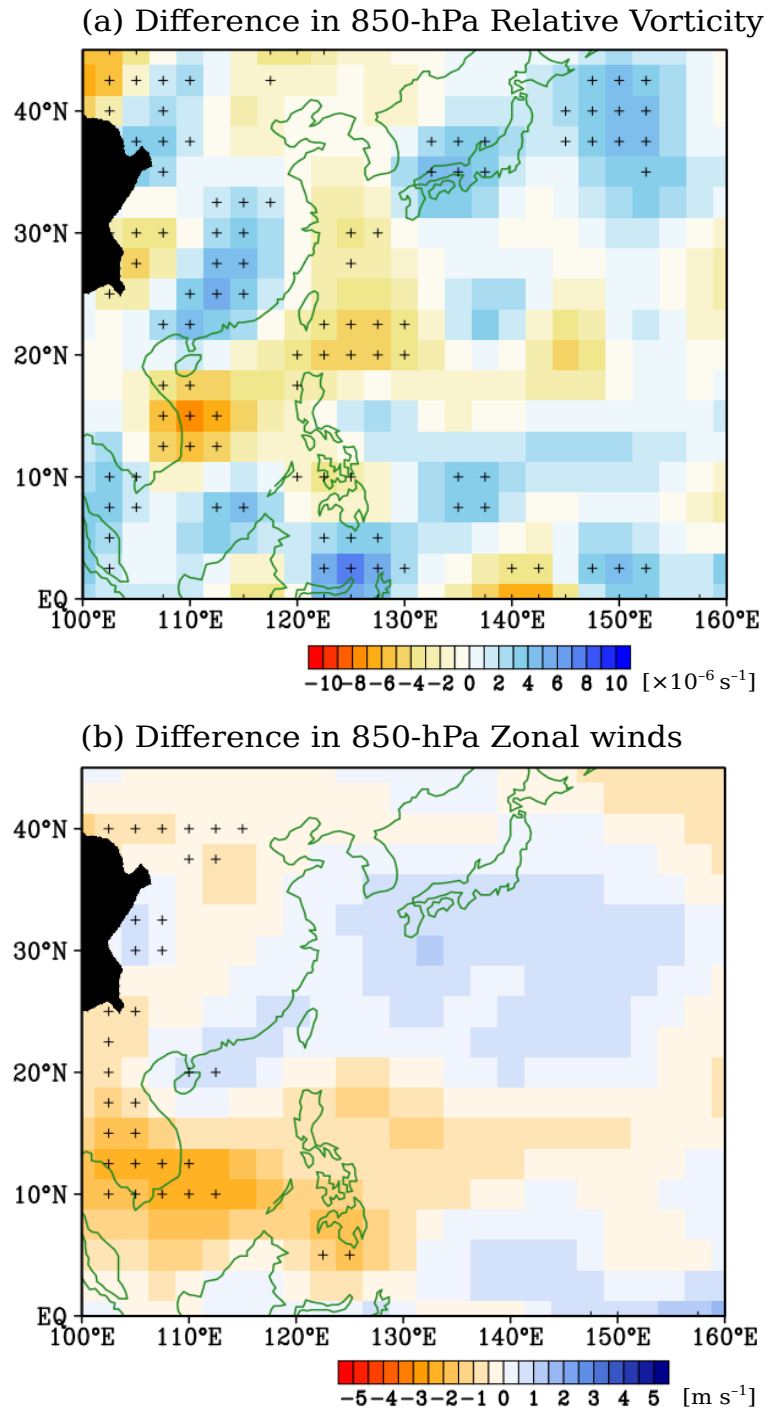 (a) Difference in 850-hPa Relative Vorticity
40°N
30°N
20°N
10°N
EQ
100°E 110°E 120°E 130°E 140°E 150°E 160°E
-10 -8 -6 -4 -2 0 2 4 6 8 10 [×10⁻⁶ s⁻¹]
(b) Difference in 850-hPa Zonal winds
40°N
30°N
20°N
10°N
EQ
100°E 110°E 120°E 130°E 140°E 150°E 160°E
-5 -4 -3 -2 -1 0 1 2 3 4 5 [m s⁻¹]